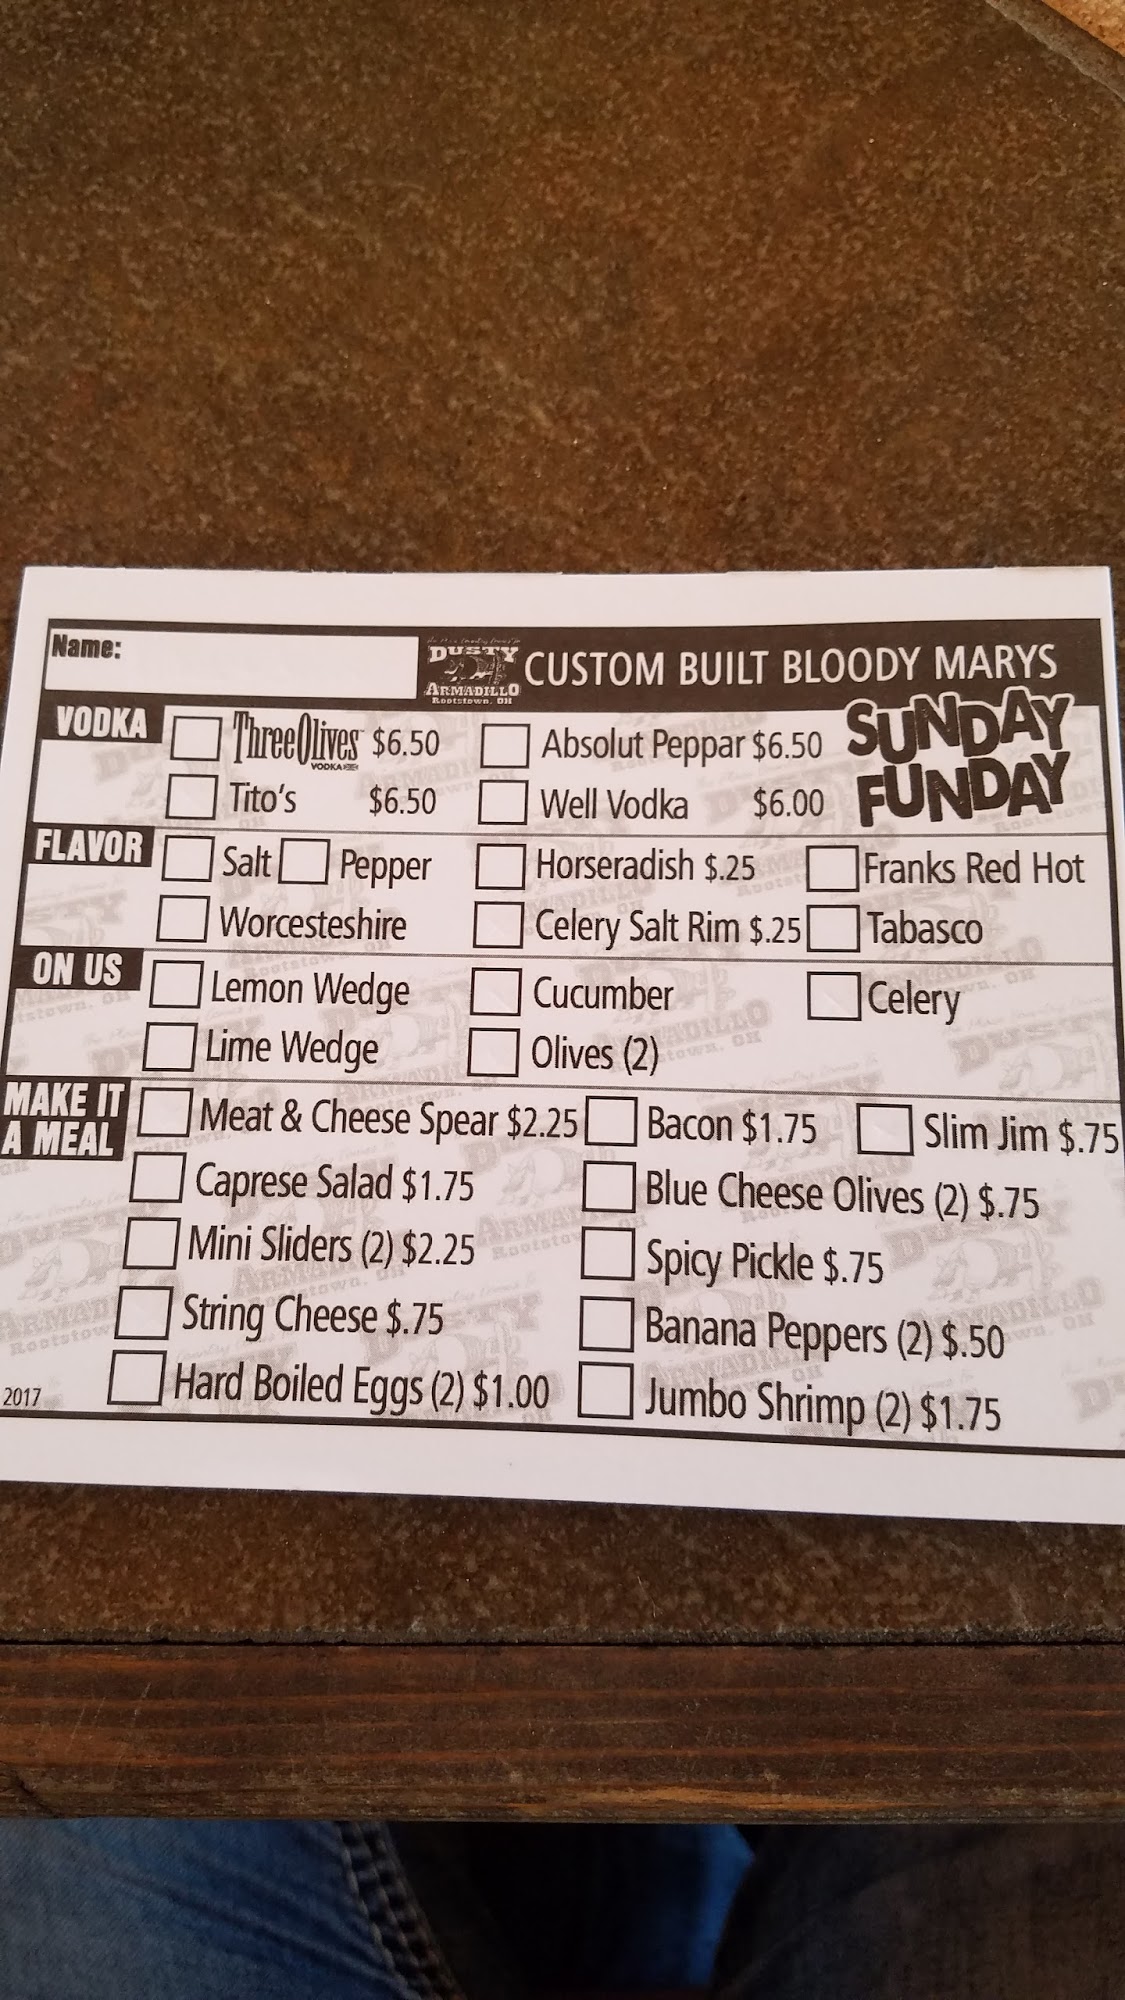 Name:
DUSTY
ARMADILLO
Rootstown, OH
CUSTOM BUILT BLOODY MARYS
SUNDAY
FUNDAY
VODKA
Three Olives $6.50
VODKA
Absolut Peppar $6.50
Tito's $6.50
Well Vodka $6.00
FLAVOR
Salt
Pepper
Horseradish $.25
Franks Red Hot
Worcesteshire
Celery Salt Rim $.25
Tabasco
ON US
Lemon Wedge
Cucumber
Celery
Lime Wedge
Olives (2)
MAKE IT
A MEAL
Meat & Cheese Spear $2.25
Bacon $1.75
Slim Jim $.75
Caprese Salad $1.75
Blue Cheese Olives (2) $.75
Mini Sliders (2) $2.25
Spicy Pickle $.75
String Cheese $.75
Banana Peppers (2) $.50
Hard Boiled Eggs (2) $1.00
Jumbo Shrimp (2) $1.75
2017